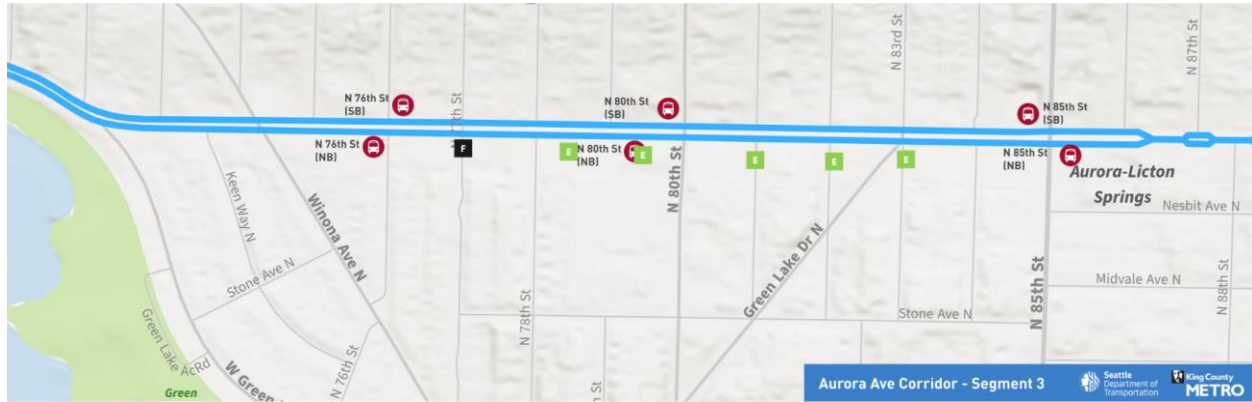 N 83rd St
N 87th St
N 76th St
(SB)
N 80th St
(SB)
N 85th St
(SB)
N 76th St
(NB)
F
E
N 80th St
(NB)
E
E
E
E
N 85th St
(NB)
Aurora-Licton
Springs
Keen Way N
Winona Ave N
N 80th St
Nesbit Ave N
Stone Ave N
Green Lake Dr N
N 85th St
Midvale Ave N
N 88th St
Green Lake AcRd
N 78th St
Stone Ave N
N 76th St
Green
Aurora Ave Corridor - Segment 3
Seattle
Department of
Transportation
King County
METRO